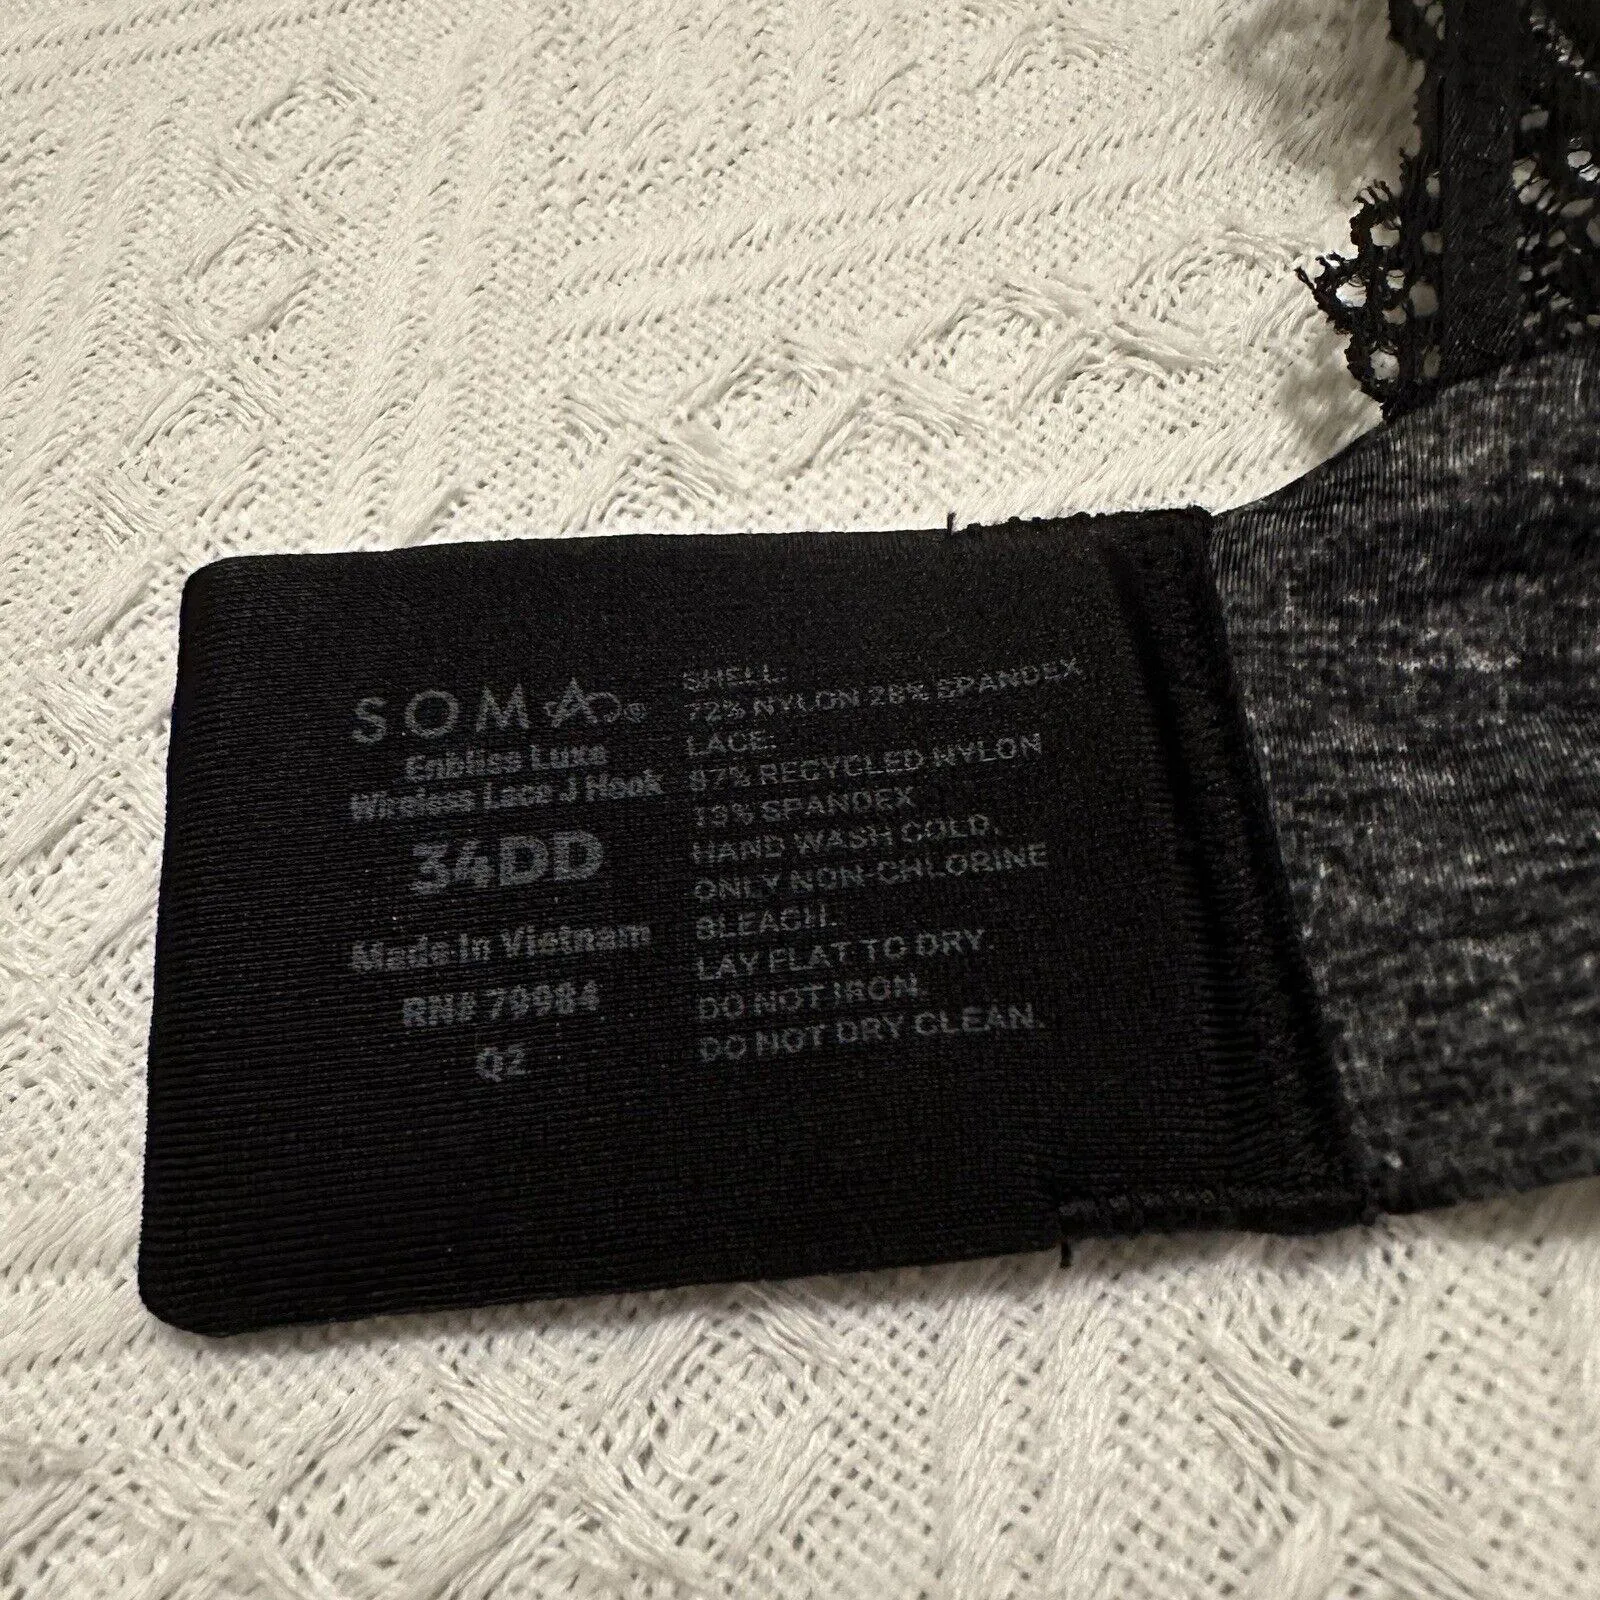 SOMA®
Enbliss Luxe
Wireless Lace J Hook
34DD
Made In Vietnam
RN# 79984
Q2
SHELL:
72% NYLON 28% SPANDEX
LACE:
87% RECYCLED NYLON
13% SPANDEX
HAND WASH COLD.
ONLY NON-CHLORINE
BLEACH.
LAY FLAT TO DRY.
DO NOT IRON.
DO NOT DRY CLEAN.